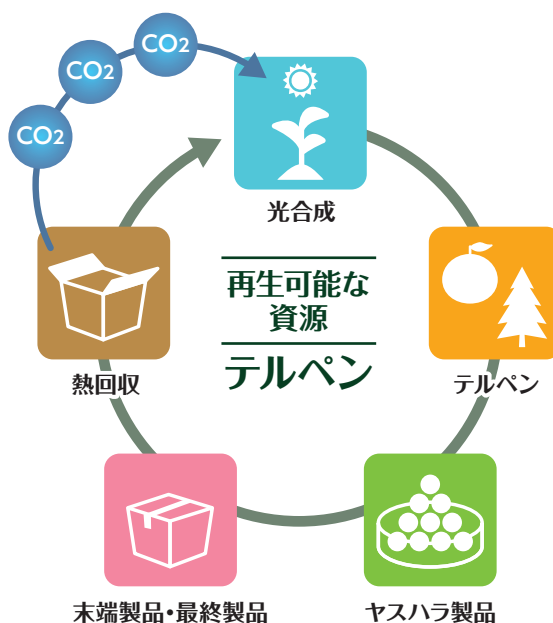 CO2
CO2
CO2
光合成
再生可能な
資源
テルペン
熱回収
テルペン
末端製品・最終製品
ヤスハラ製品